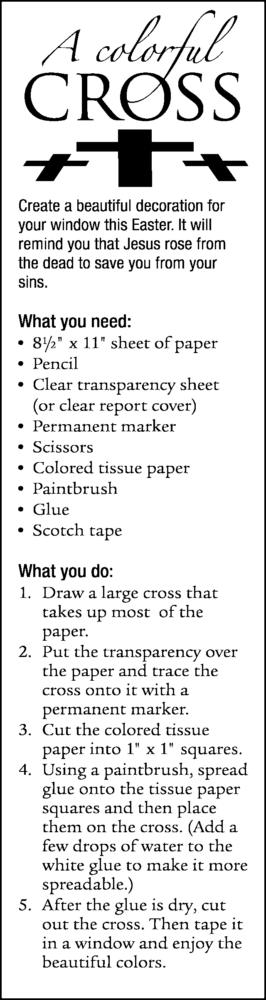 A colorful
CROSS
Create a beautiful decoration for
your window this Easter. It will
remind you that Jesus rose from
the dead to save you from your
sins.
What you need:
• 8½" x 11" sheet of paper
• Pencil
• Clear transparency sheet
(or clear report cover)
• Permanent marker
• Scissors
• Colored tissue paper
• Paintbrush
• Glue
• Scotch tape
What you do:
1. Draw a large cross that
takes up most of the
paper.
2. Put the transparency over
the paper and trace the
cross onto it with a
permanent marker.
3. Cut the colored tissue
paper into 1" x 1" squares.
4. Using a paintbrush, spread
glue onto the tissue paper
squares and then place
them on the cross. (Add a
few drops of water to the
white glue to make it more
spreadable.)
5. After the glue is dry, cut
out the cross. Then tape it
in a window and enjoy the
beautiful colors.